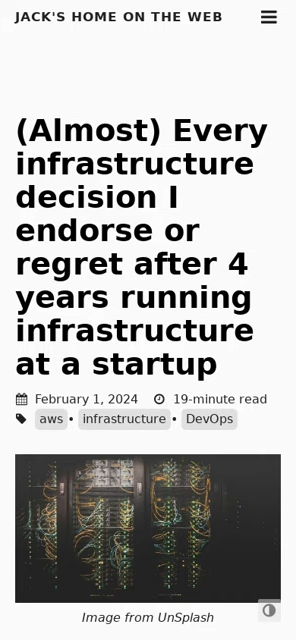 JACK'S HOME ON THE WEB
(Almost) Every
infrastructure
decision I
endorse or
regret after 4
years running
infrastructure
at a startup
February 1, 2024 19-minute read
aws • infrastructure • DevOps
Image from UnSplash